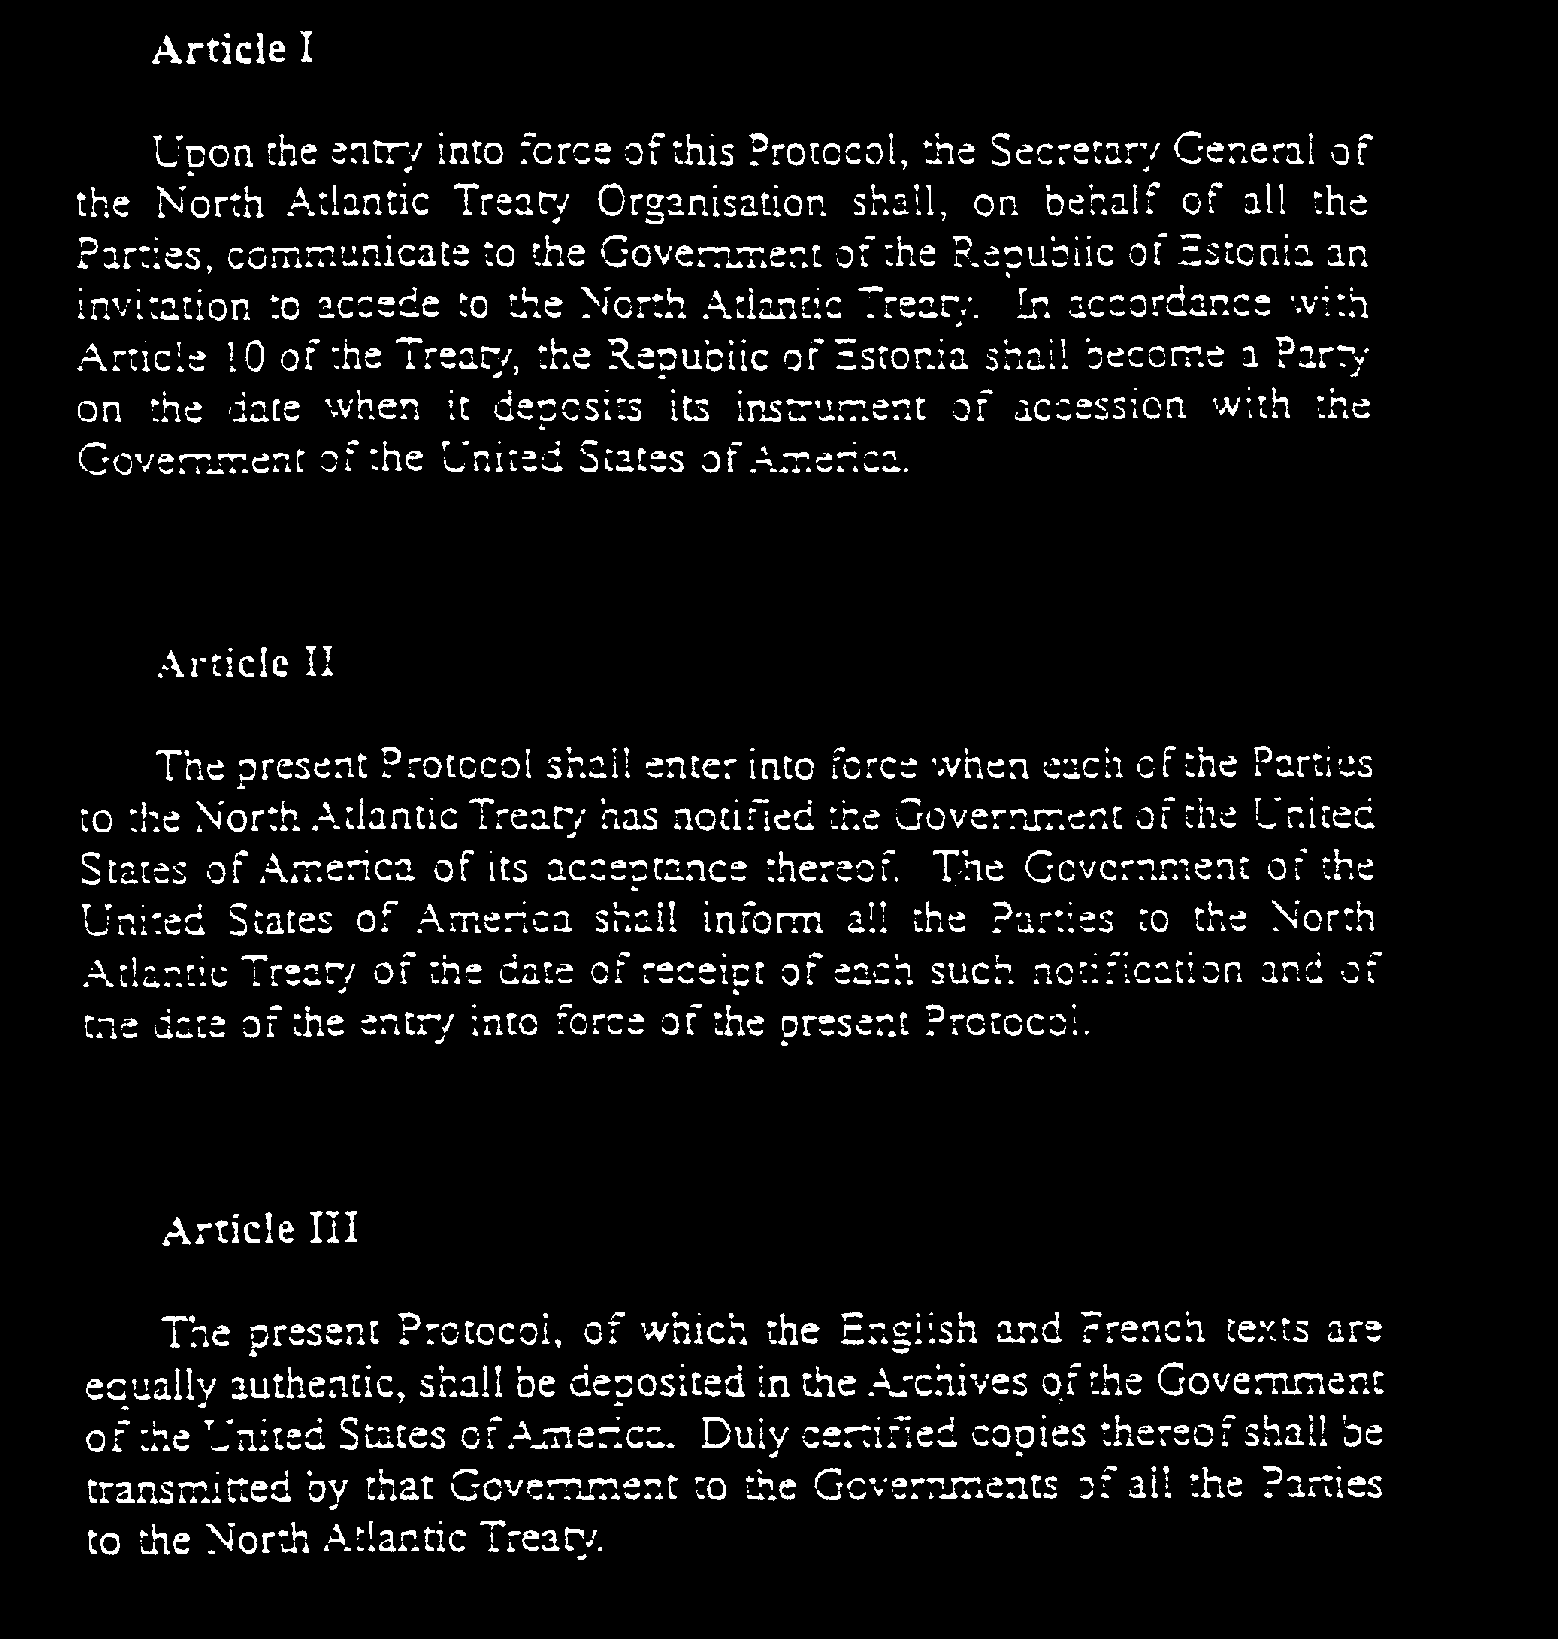 Article I
Upon the entry into force of this Protocol, the Secretary General of
the North Atlantic Treaty Organisation shall, on behalf of all the
Parties, communicate to the Government of the Republic of Estonia an
invitation to accede to the North Atlantic Treaty. In accordance with
Article 10 of the Treaty, the Republic of Estonia shall become a Party
on the date when it deposits its instrument of accession with the
Government of the United States of America.
Article II
The present Protocol shall enter into force when each of the Parties
to the North Atlantic Treaty has notified the Government of the United
States of America of its acceptance thereof. The Government of the
United States of America shall inform all the Parties to the North
Atlantic Treaty of the date of receipt of each such notification and of
the date of the entry into force of the present Protocol.
Article III
The present Protocol, of which the English and French texts are
equally authentic, shall be deposited in the Archives of the Government
of the United States of America. Duly certified copies thereof shall be
transmitted by that Government to the Governments of all the Parties
to the North Atlantic Treaty.